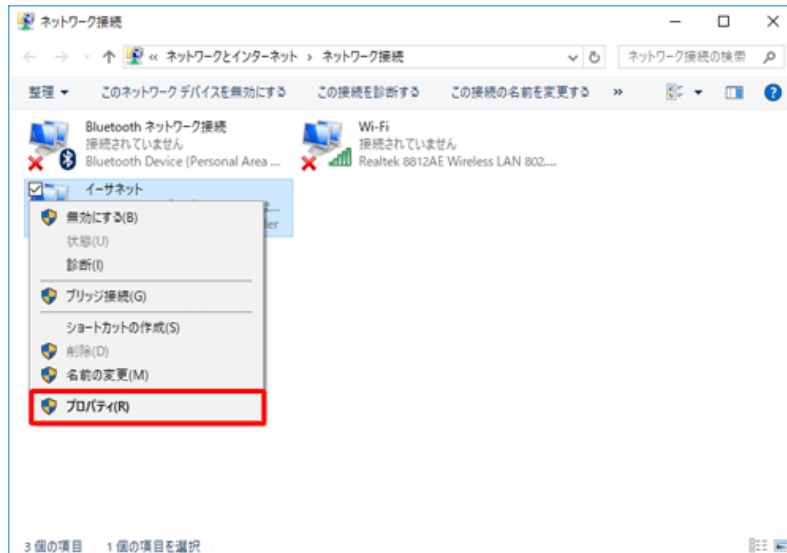 ネットワーク接続
« ネットワークとインターネット › ネットワーク接続
ネットワーク接続の検索
整理 ▾ このネットワーク デバイスを無効にする この接続を診断する この接続の名前を変更する »
Bluetooth ネットワーク接続
接続されていません
Bluetooth Device (Personal Area ...
Wi-Fi
接続されていません
Realtek 8812AE Wireless LAN 802....
イーサネット
ler
無効にする(B)
状態(U)
診断(I)
ブリッジ接続(G)
ショートカットの作成(S)
削除(D)
名前の変更(M)
プロパティ(R)
3 個の項目 1 個の項目を選択